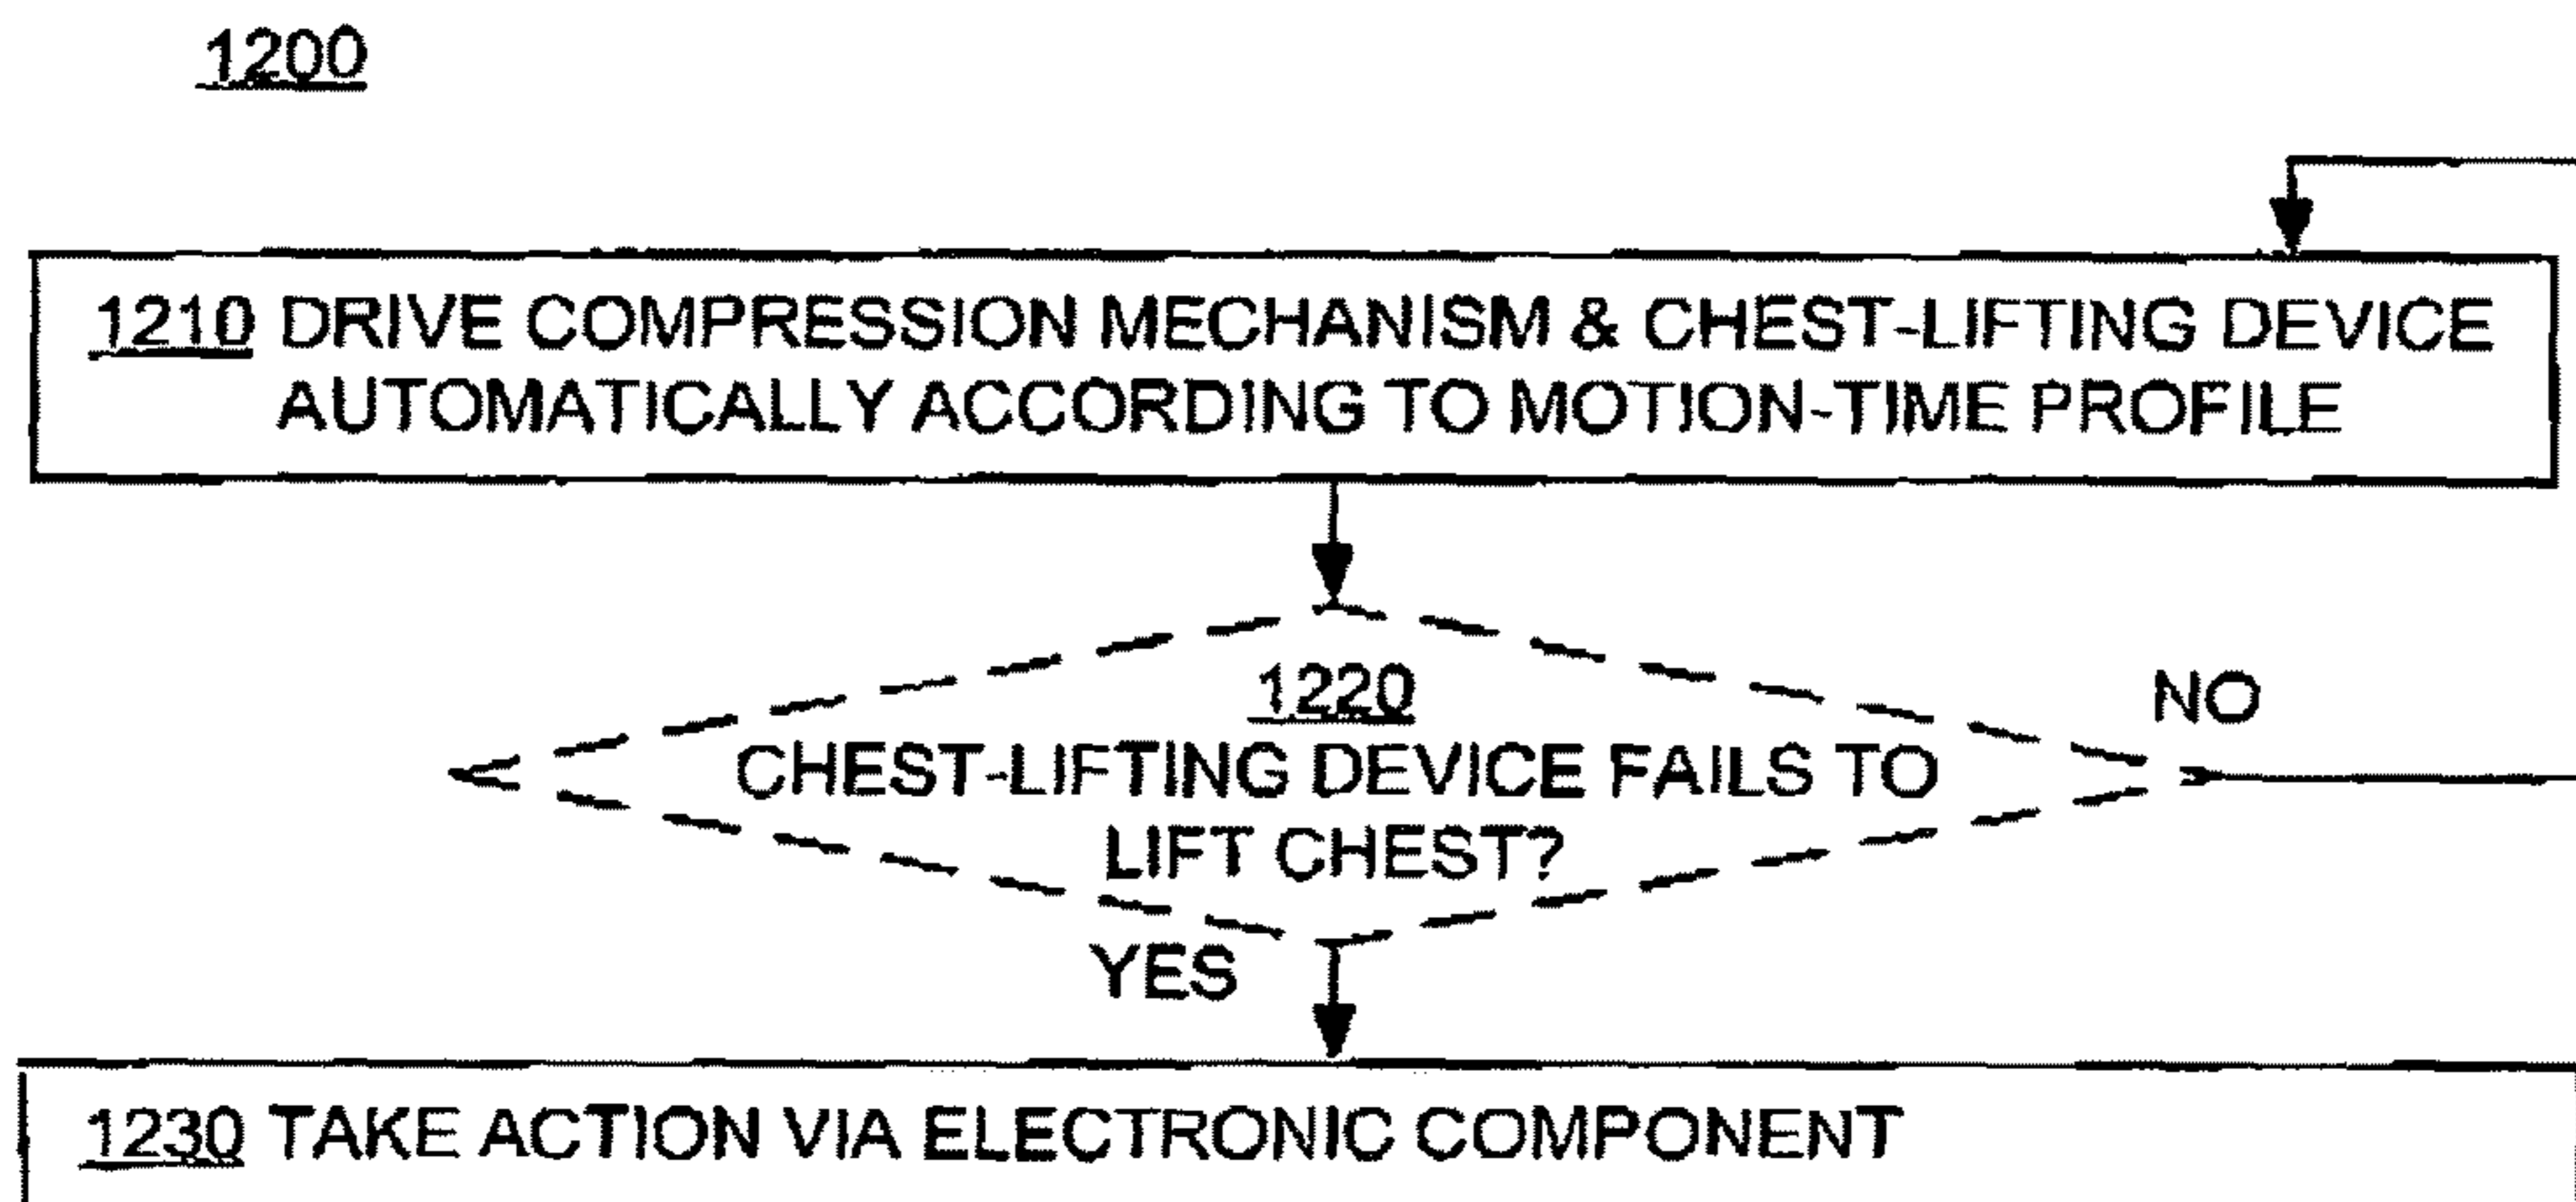 1200
1210 DRIVE COMPRESSION MECHANISM & CHEST-LIFTING DEVICE
AUTOMATICALLY ACCORDING TO MOTION-TIME PROFILE
1220
NO
CHEST-LIFTING DEVICE FAILS TO
LIFT CHEST?
YES
1230 TAKE ACTION VIA ELECTRONIC COMPONENT